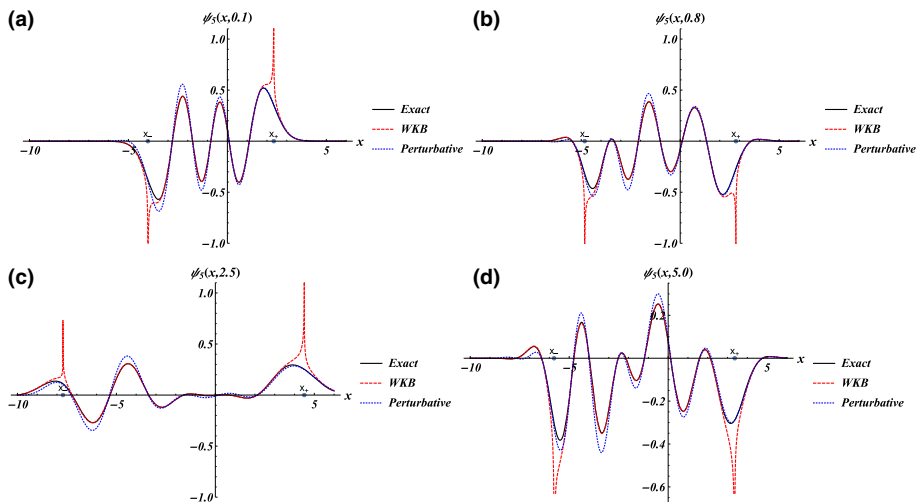 (a)
ψ₅(x,0.1)
1.0
0.5
-0.5
-1.0
-10
-5
5
x
x₋
x₊
Exact
WKB
Perturbative
(b)
ψ₅(x,0.8)
1.0
0.5
-0.5
-1.0
-10
-5
5
x
x₋
x₊
Exact
WKB
Perturbative
(c)
ψ₅(x,2.5)
1.0
0.5
-0.5
-1.0
-10
-5
5
x
x₋
x₊
Exact
WKB
Perturbative
(d)
ψ₅(x,5.0)
0.2
-0.2
-0.4
-0.6
-10
-5
5
x
x₋
x₊
Exact
WKB
Perturbative